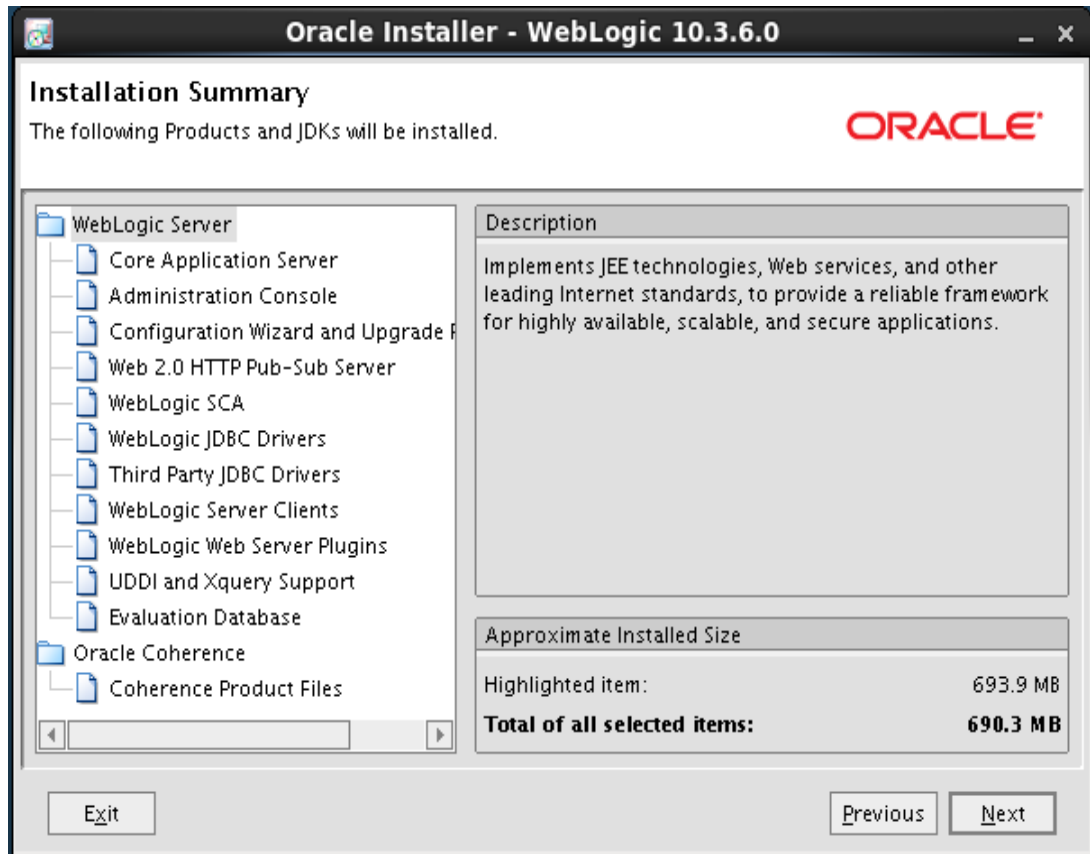 Oracle Installer - WebLogic 10.3.6.0
Installation Summary
The following Products and JDKs will be installed.
ORACLE
WebLogic Server
Core Application Server
Administration Console
Configuration Wizard and Upgrade
Web 2.0 HTTP Pub-Sub Server
WebLogic SCA
WebLogic JDBC Drivers
Third Party JDBC Drivers
WebLogic Server Clients
WebLogic Web Server Plugins
UDDI and Xquery Support
Evaluation Database
Oracle Coherence
Coherence Product Files
Description
Implements JEE technologies, Web services, and other
leading Internet standards, to provide a reliable framework
for highly available, scalable, and secure applications.
Approximate Installed Size
Highlighted item: 693.9 MB
Total of all selected items: 690.3 MB
Exit
Previous
Next